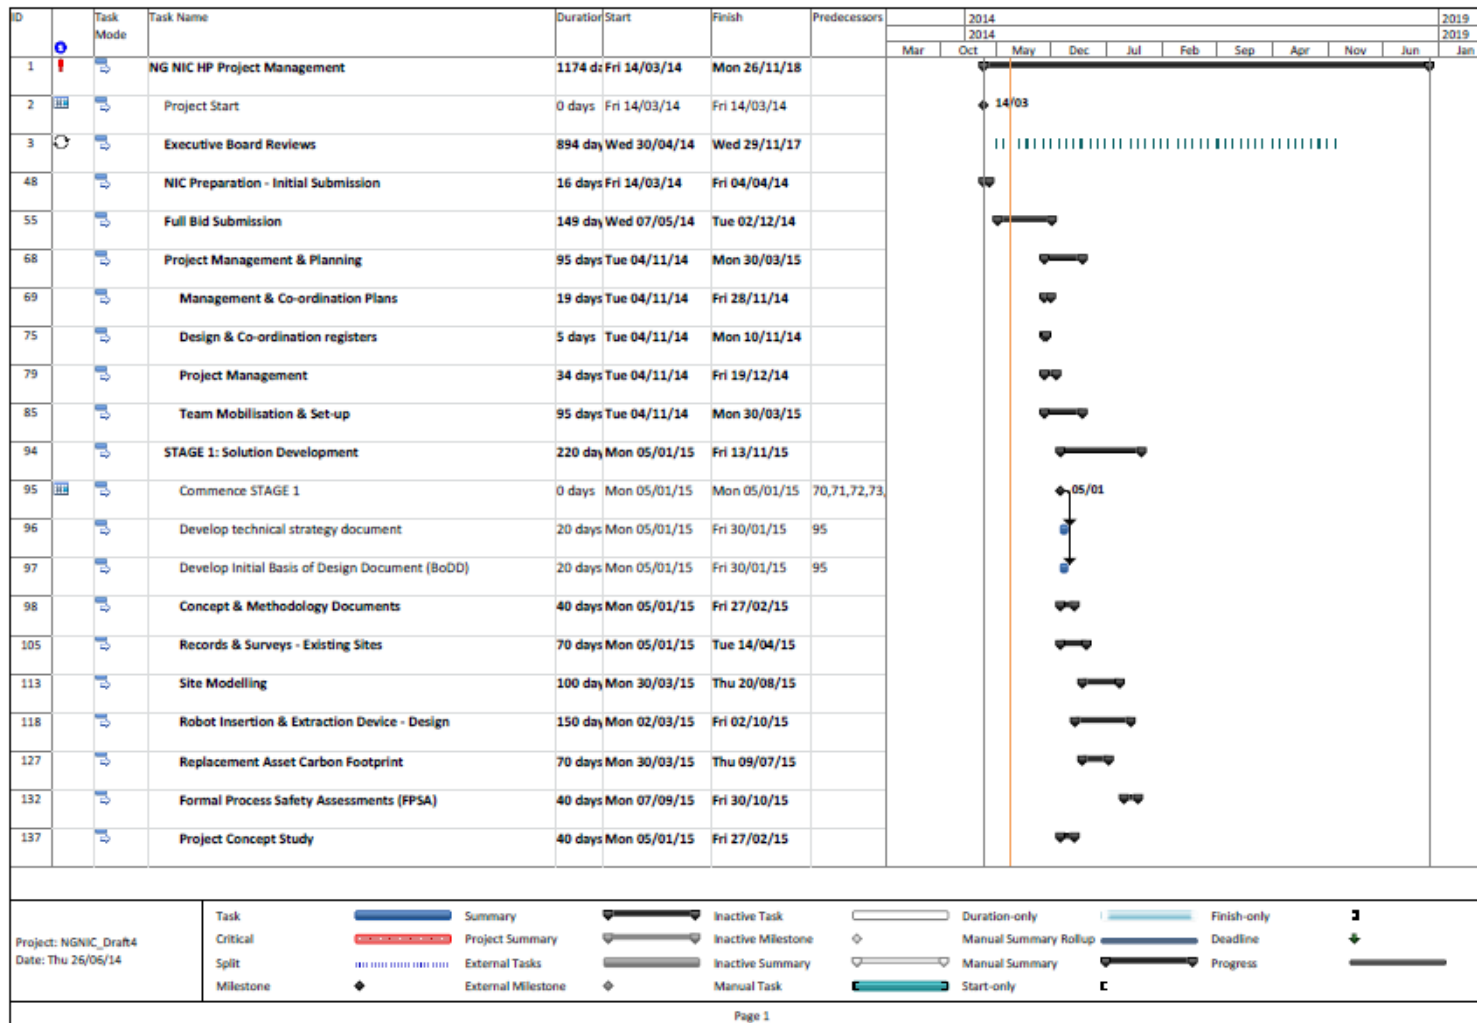 ID Task Mode Task Name Duration Start Finish Predecessors 2014 2019
2014 2019
Mar Oct May Dec Jul Feb Sep Apr Nov Jun Jan
1 NG NIC HP Project Management 1174 da Fri 14/03/14 Mon 26/11/18
2 Project Start 0 days Fri 14/03/14 Fri 14/03/14 14/03
3 Executive Board Reviews 894 day Wed 30/04/14 Wed 29/11/17
48 NIC Preparation - Initial Submission 16 days Fri 14/03/14 Fri 04/04/14
55 Full Bid Submission 149 day Wed 07/05/14 Tue 02/12/14
68 Project Management & Planning 95 days Tue 04/11/14 Mon 30/03/15
69 Management & Co-ordination Plans 19 days Tue 04/11/14 Fri 28/11/14
75 Design & Co-ordination registers 5 days Tue 04/11/14 Mon 10/11/14
79 Project Management 34 days Tue 04/11/14 Fri 19/12/14
85 Team Mobilisation & Set-up 95 days Tue 04/11/14 Mon 30/03/15
94 STAGE 1: Solution Development 220 day Mon 05/01/15 Fri 13/11/15
95 Commence STAGE 1 0 days Mon 05/01/15 Mon 05/01/15 70,71,72,73, 05/01
96 Develop technical strategy document 20 days Mon 05/01/15 Fri 30/01/15 95
97 Develop Initial Basis of Design Document (BoDD) 20 days Mon 05/01/15 Fri 30/01/15 95
98 Concept & Methodology Documents 40 days Mon 05/01/15 Fri 27/02/15
105 Records & Surveys - Existing Sites 70 days Mon 05/01/15 Tue 14/04/15
113 Site Modelling 100 day Mon 30/03/15 Thu 20/08/15
118 Robot Insertion & Extraction Device - Design 150 day Mon 02/03/15 Fri 02/10/15
127 Replacement Asset Carbon Footprint 70 days Mon 30/03/15 Thu 09/07/15
132 Formal Process Safety Assessments (FPSA) 40 days Mon 07/09/15 Fri 30/10/15
137 Project Concept Study 40 days Mon 05/01/15 Fri 27/02/15
Project: NGNIC_Draft4
Date: Thu 26/06/14
Task Summary Inactive Task Duration-only Finish-only
Critical Project Summary Inactive Milestone Manual Summary Rollup Deadline
Split External Tasks Inactive Summary Manual Summary Progress
Milestone External Milestone Manual Task Start-only
Page 1